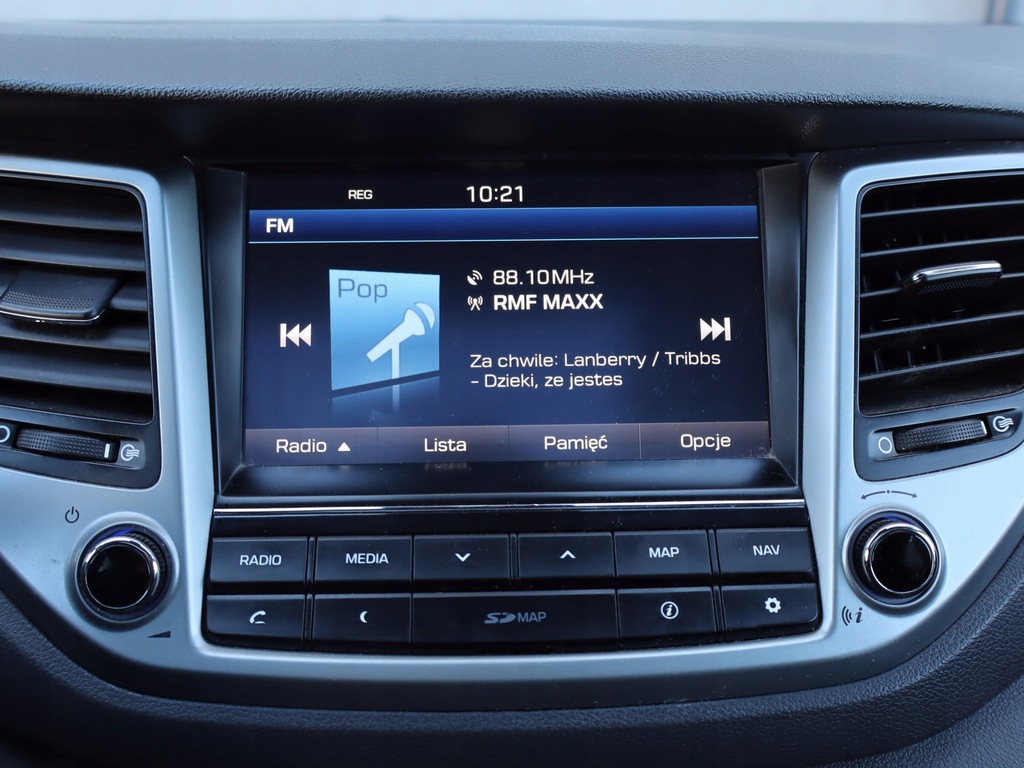 REG 10:21
FM
Pop
88.10MHz
RMF MAXX
Za chwile: Lanberry / Tribbs
- Dzieki, ze jestes
Radio ▲ Lista Pamięć Opcje
RADIO MEDIA MAP NAV
SD MAP
i
i